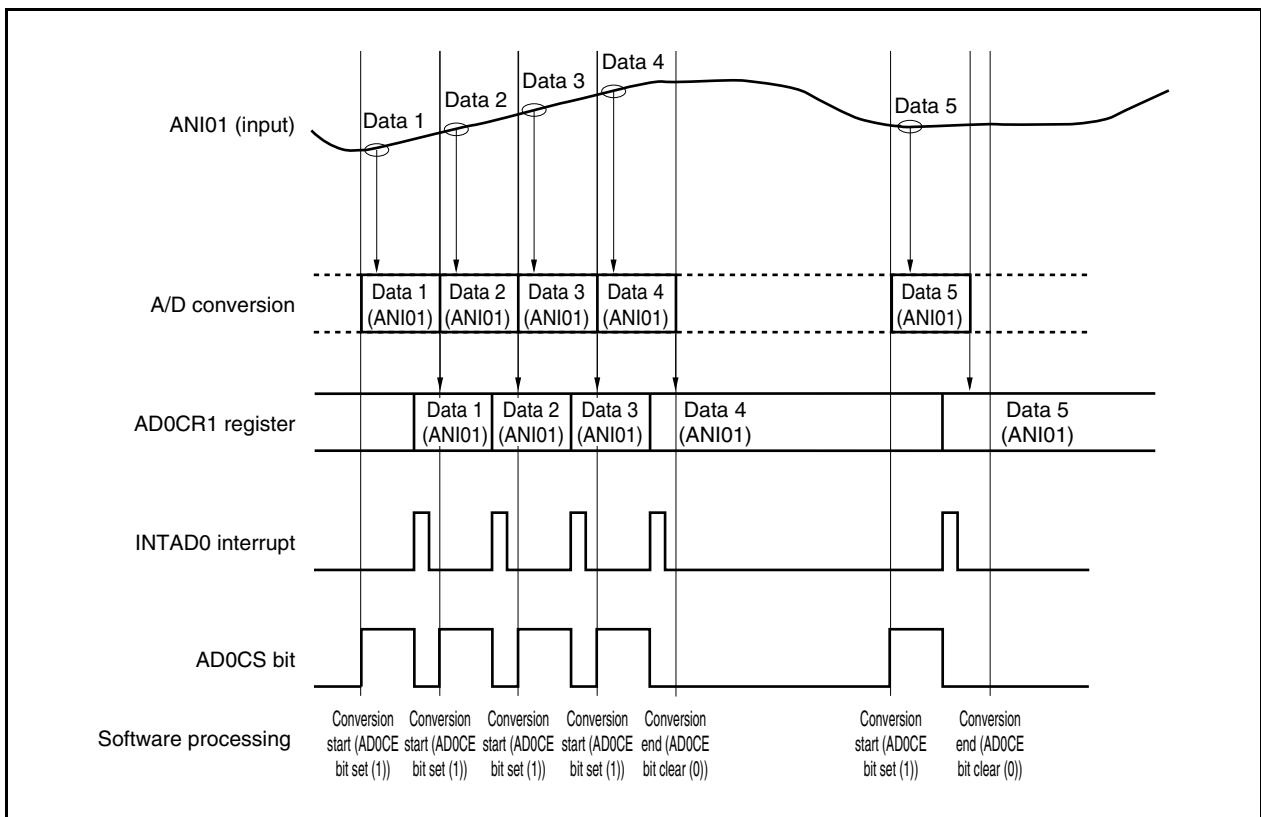 Data 4
Data 3
Data 2
Data 1
Data 5
ANI01 (input)
A/D conversion
Data 1
(ANI01)
Data 2
(ANI01)
Data 3
(ANI01)
Data 4
(ANI01)
Data 5
(ANI01)
AD0CR1 register
Data 1
(ANI01)
Data 2
(ANI01)
Data 3
(ANI01)
Data 4
(ANI01)
Data 5
(ANI01)
INTAD0 interrupt
AD0CS bit
Software processing
Conversion
start (AD0CE
bit set (1))
Conversion
start (AD0CE
bit set (1))
Conversion
start (AD0CE
bit set (1))
Conversion
start (AD0CE
bit set (1))
Conversion
end (AD0CE
bit clear (0))
Conversion
start (AD0CE
bit set (1))
Conversion
end (AD0CE
bit clear (0))